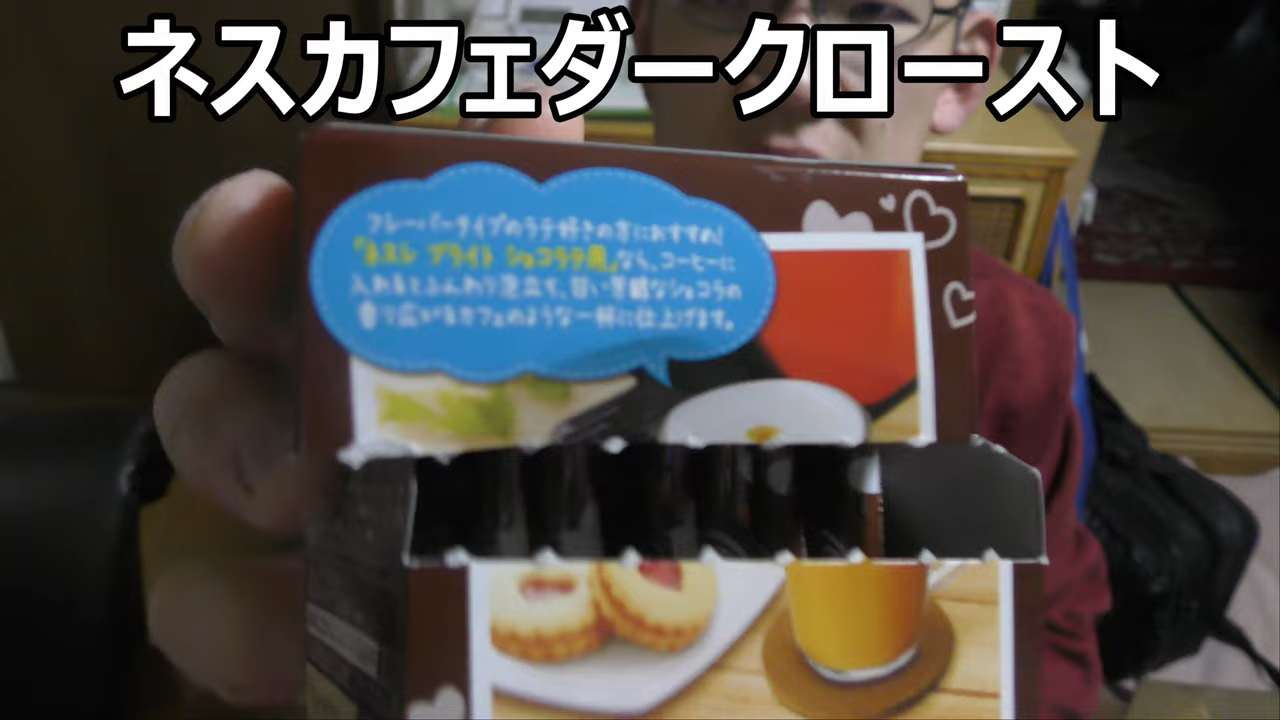 ネスカフェダークロースト
フレーバータイプのラテ好きの方におすすめ!
「ネスレ ブライト ショコララテ用」なら、コーヒーに
入れるとふんわり泡立て、甘い芳醇なショコラの
香り広がるカフェのような一杯に仕上げます。